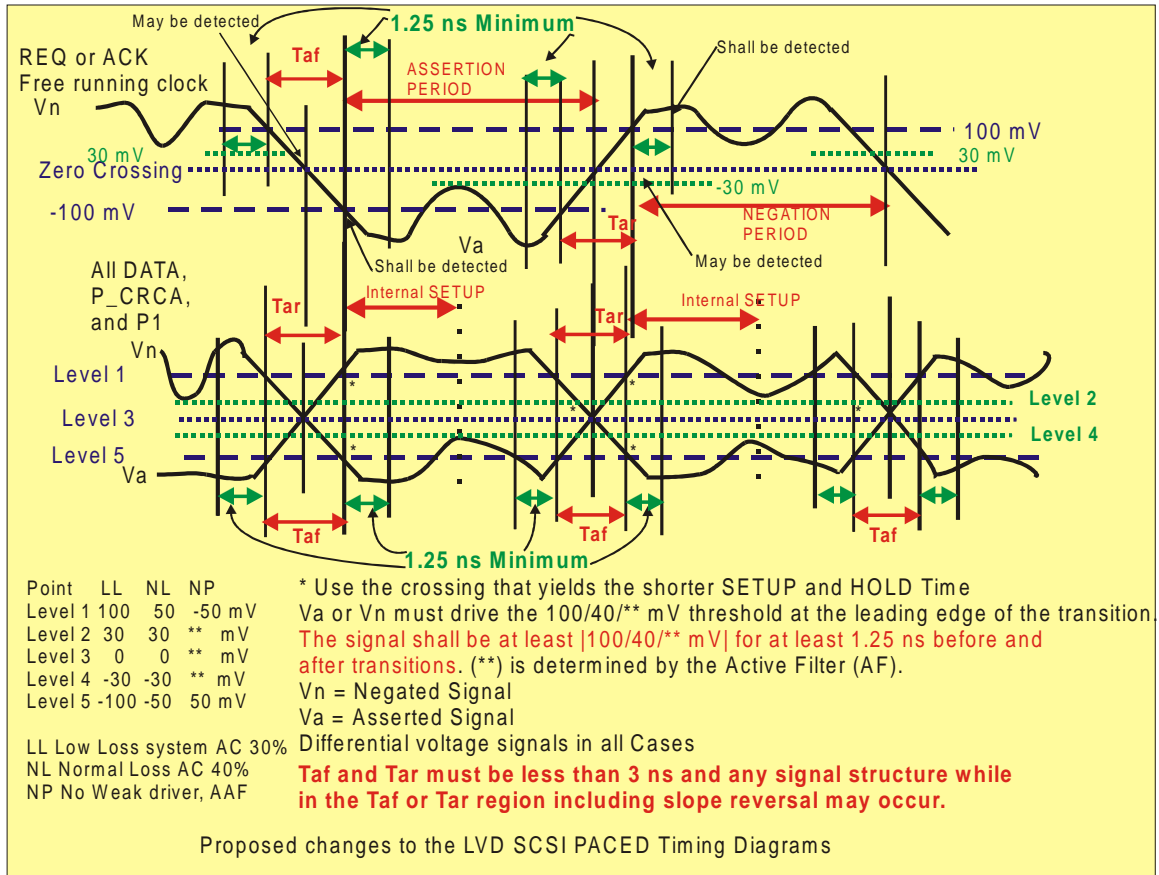 May be detected
1.25 ns Minimum
REQ or ACK
Free running clock
Taf
Shall be detected
ASSERTION
PERIOD
Vn
100 mV
30 mV
30 mV
Zero Crossing
-30 mV
-100 mV
NEGATION
PERIOD
Tar
Va
Shall be detected
May be detected
All DATA,
P_CRCA,
and P1
Tar
Internal SETUP
Tar
Internal SETUP
Vn
Level 1
*
*
Level 2
*
*
Level 3
Level 4
*
*
Level 5
Va
Taf
Taf
Taf
1.25 ns Minimum
Point LL NL NP
Level 1 100 50 -50 mV
Level 2 30 30 ** mV
Level 3 0 0 ** mV
Level 4 -30 -30 ** mV
Level 5 -100 -50 50 mV
LL Low Loss system AC 30%
NL Normal Loss AC 40%
NP No Weak driver, AAF
* Use the crossing that yields the shorter SETUP and HOLD Time
Va or Vn must drive the 100/40/** mV threshold at the leading edge of the transition.
The signal shall be at least |100/40/** mV| for at least 1.25 ns before and
after transitions. (**) is determined by the Active Filter (AF).
Vn = Negated Signal
Va = Asserted Signal
Differential voltage signals in all Cases
Taf and Tar must be less than 3 ns and any signal structure while
in the Taf or Tar region including slope reversal may occur.
Proposed changes to the LVD SCSI PACED Timing Diagrams